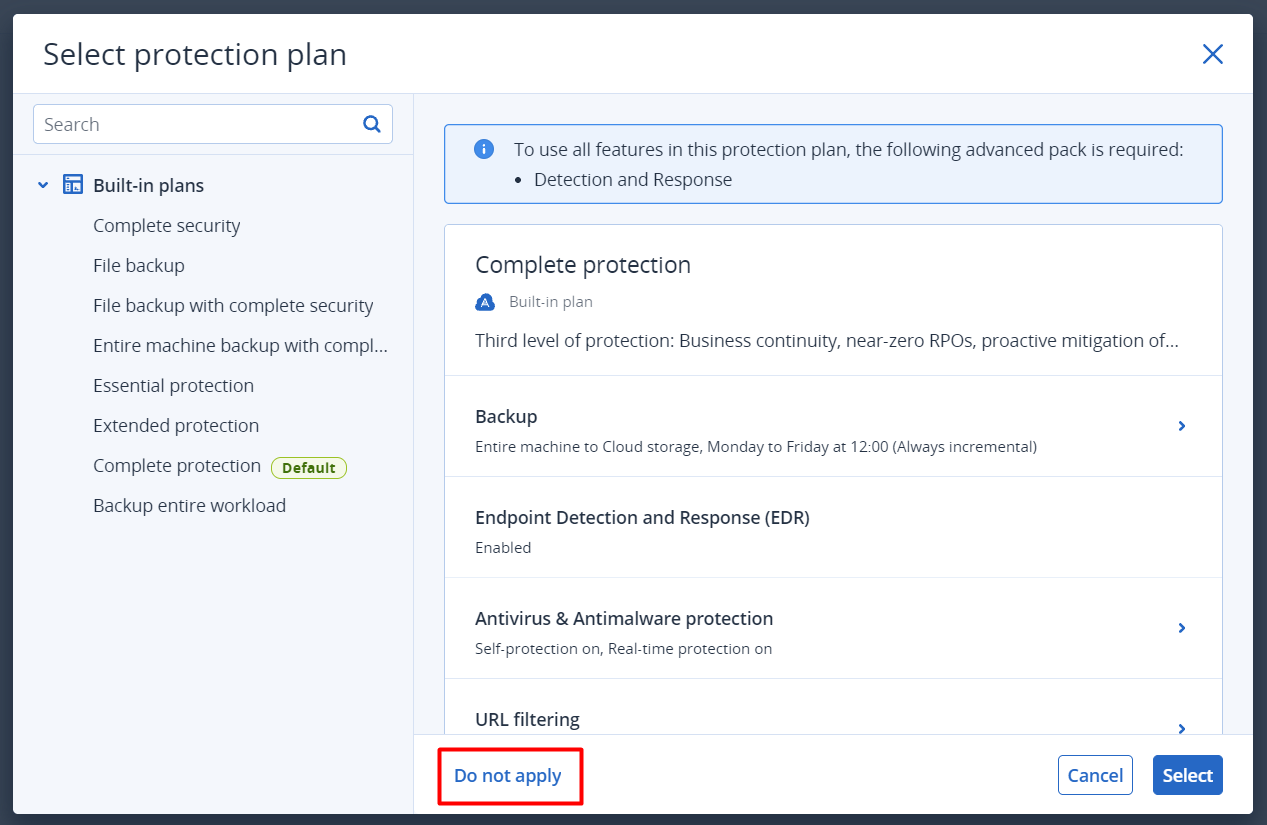 Select protection plan
Search
Built-in plans
Complete security
File backup
File backup with complete security
Entire machine backup with compl...
Essential protection
Extended protection
Complete protection Default
Backup entire workload
To use all features in this protection plan, the following advanced pack is required:
• Detection and Response
Complete protection
Built-in plan
Third level of protection: Business continuity, near-zero RPOs, proactive mitigation of...
Backup
Entire machine to Cloud storage, Monday to Friday at 12:00 (Always incremental)
Endpoint Detection and Response (EDR)
Enabled
Antivirus & Antimalware protection
Self-protection on, Real-time protection on
URL filtering
Do not apply
Cancel
Select